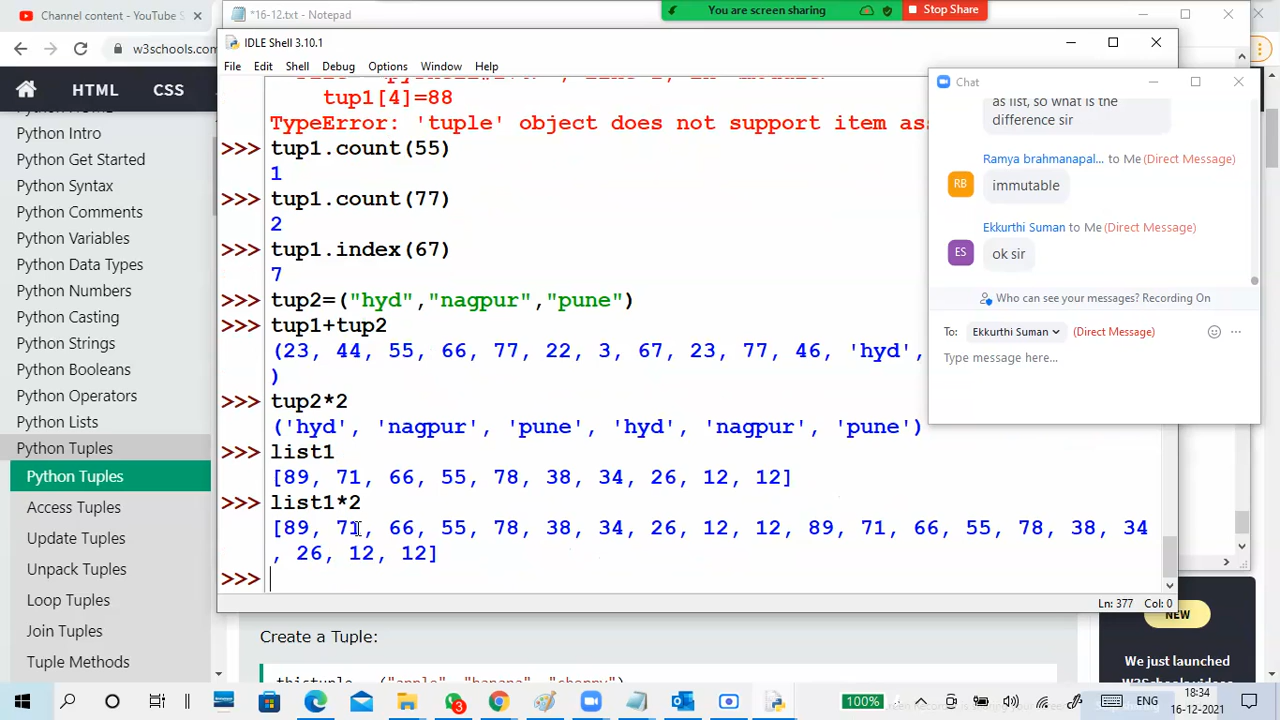 Channel content - YouTube S
*16-12.txt - Notepad
You are screen sharing
Stop Share
w3schools.com
HTML
CSS
Python Intro
Python Get Started
Python Syntax
Python Comments
Python Variables
Python Data Types
Python Numbers
Python Casting
Python Strings
Python Booleans
Python Operators
Python Lists
Python Tuples
Python Tuples
Access Tuples
Update Tuples
Unpack Tuples
Loop Tuples
Join Tuples
Tuple Methods
IDLE Shell 3.10.1
File Edit Shell Debug Options Window Help
tup1[4]=88
TypeError: 'tuple' object does not support item ass
>>> tup1.count(55)
1
>>> tup1.count(77)
2
>>> tup1.index(67)
7
>>> tup2=("hyd","nagpur","pune")
>>> tup1+tup2
(23, 44, 55, 66, 77, 22, 3, 67, 23, 77, 46, 'hyd',
)
>>> tup2*2
('hyd', 'nagpur', 'pune', 'hyd', 'nagpur', 'pune')
>>> list1
[89, 71, 66, 55, 78, 38, 34, 26, 12, 12]
>>> list1*2
[89, 71, 66, 55, 78, 38, 34, 26, 12, 12, 89, 71, 66, 55, 78, 38, 34
, 26, 12, 12]
>>>
Ln: 377 Col: 0
Chat
as list, so what is the
difference sir
Ramya brahmanapal... to Me (Direct Message)
RB
immutable
Ekkurthi Suman to Me (Direct Message)
ES
ok sir
Who can see your messages? Recording On
To: Ekkurthi Suman (Direct Message)
Type message here...
Create a Tuple:
thistuple = ("apple", "banana", "cherry")
NEW
We just launched
W3Schools videos
3
100%
ENG
18:34
16-12-2021